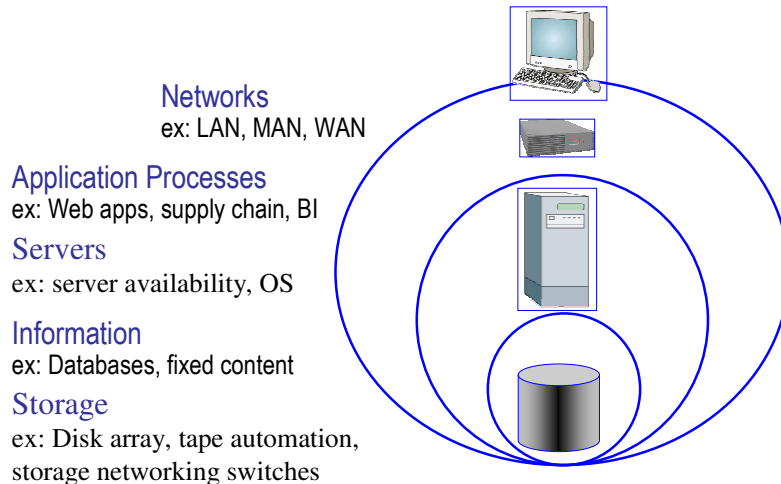 Networks
ex: LAN, MAN, WAN
Application Processes
ex: Web apps, supply chain, BI
Servers
ex: server availability, OS
Information
ex: Databases, fixed content
Storage
ex: Disk array, tape automation,
storage networking switches